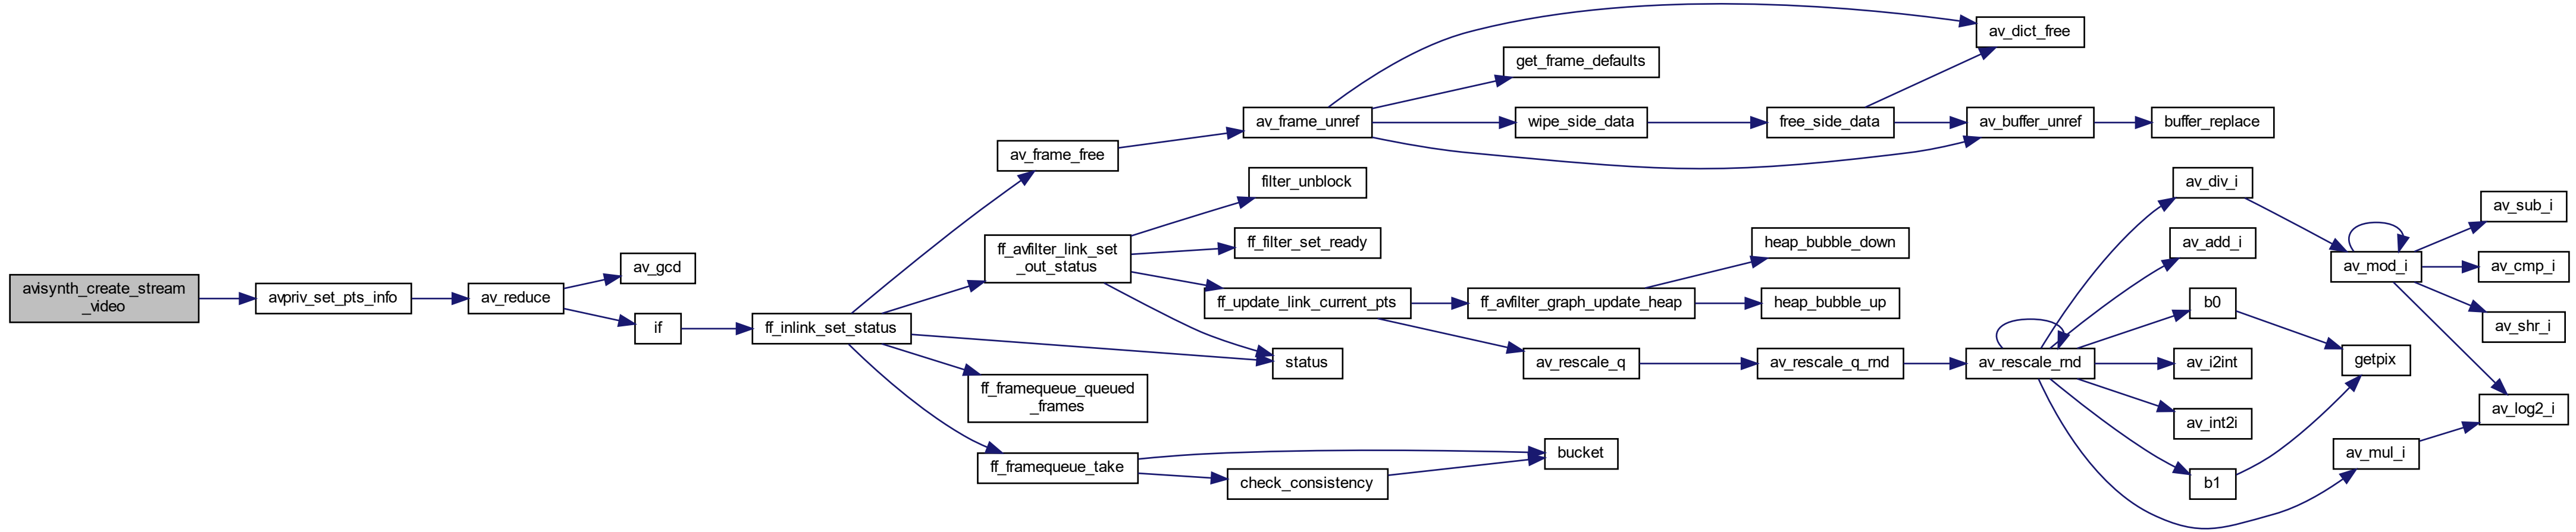 avisynth_create_stream
_video
avpriv_set_pts_info
av_reduce
av_gcd
if
ff_inlink_set_status
av_frame_free
ff_avfilter_link_set
_out_status
ff_framequeue_queued
_frames
ff_framequeue_take
av_frame_unref
filter_unblock
ff_filter_set_ready
ff_update_link_current_pts
status
check_consistency
get_frame_defaults
wipe_side_data
ff_avfilter_graph_update_heap
av_rescale_q
bucket
free_side_data
heap_bubble_down
heap_bubble_up
av_rescale_q_rnd
av_dict_free
av_buffer_unref
av_rescale_rnd
buffer_replace
av_div_i
av_add_i
b0
av_i2int
av_int2i
b1
av_mod_i
getpix
av_mul_i
av_sub_i
av_cmp_i
av_shr_i
av_log2_i